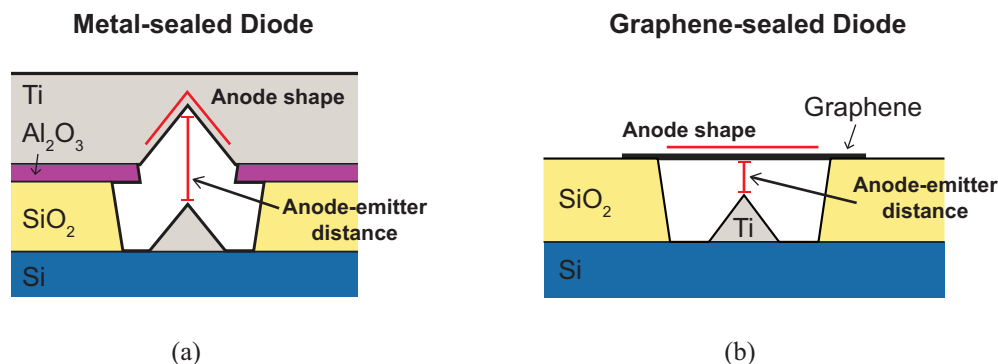 Metal-sealed Diode
Ti
Anode shape
Al₂O₃
SiO₂
Anode-emitter
distance
Si
(a)
Graphene-sealed Diode
Graphene
Anode shape
SiO₂
Anode-emitter
distance
Ti
Si
(b)